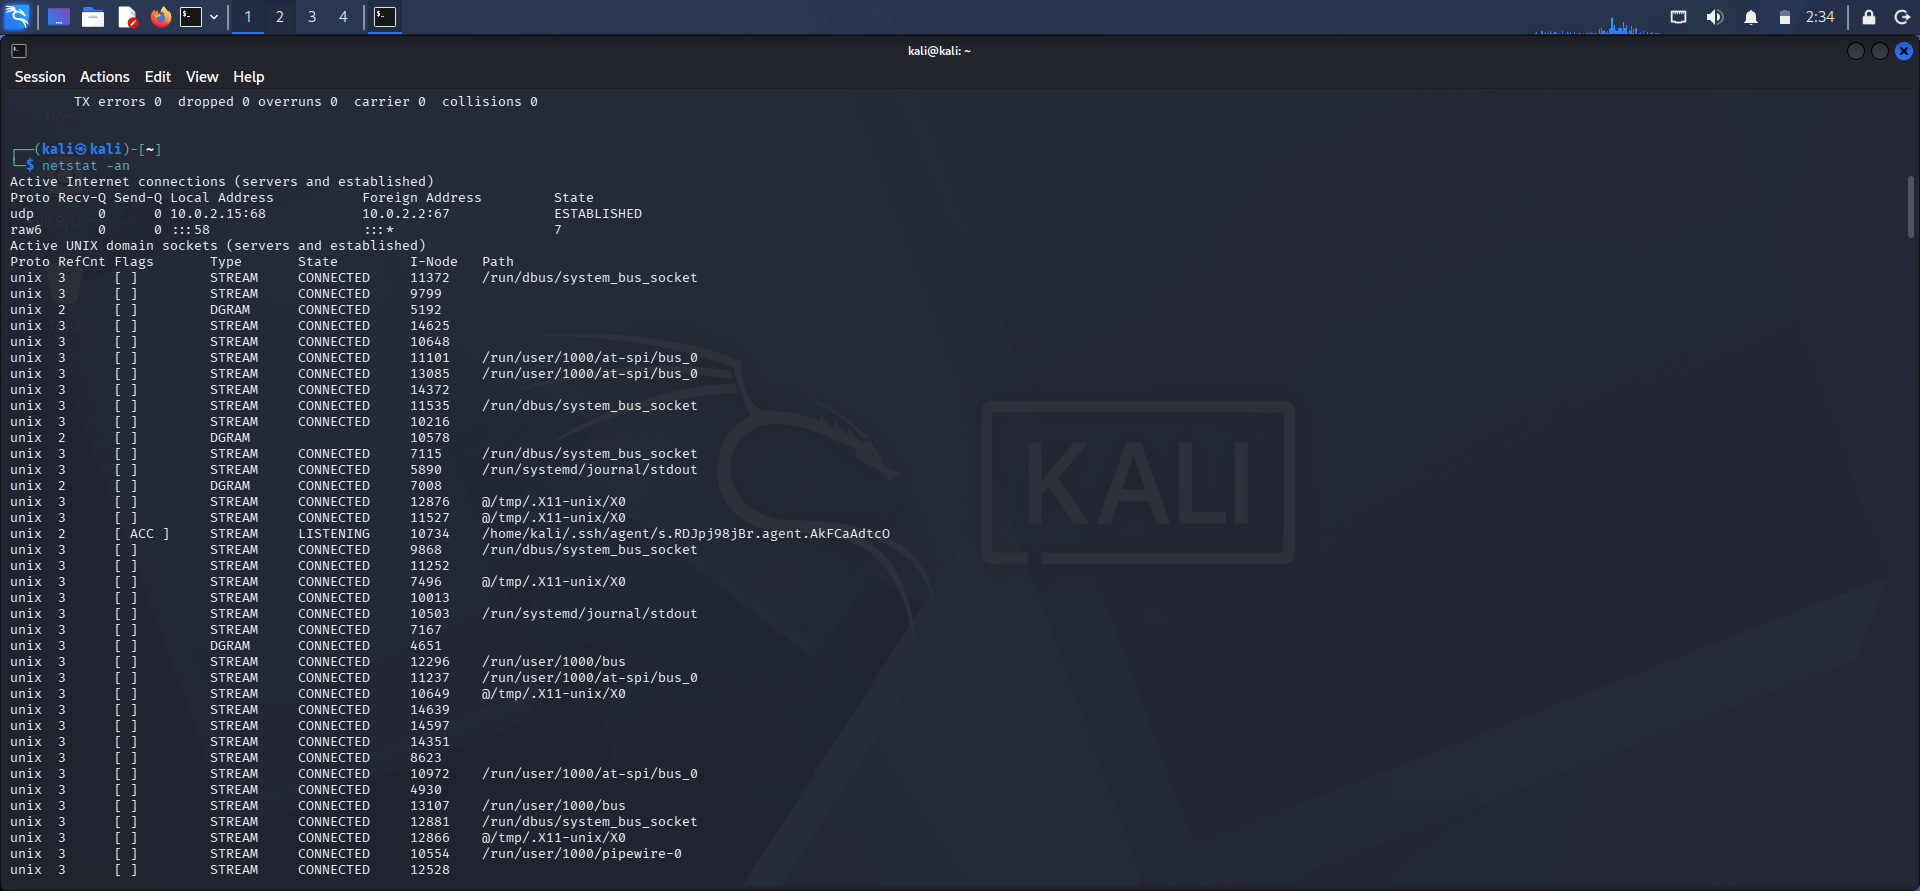 1 2 3 4 2:34
kali@kali: ~
Session Actions Edit View Help
TX errors 0  dropped 0 overruns 0  carrier 0  collisions 0
Home
┌──(kali㉿kali)-[~]
└─$ netstat -an
Active Internet connections (servers and established)
Proto Recv-Q Send-Q Local Address           Foreign Address         State
udp        0      0 10.0.2.15:68            10.0.2.2:67             ESTABLISHED
raw6       0      0 :::58                   :::*                    7
Active UNIX domain sockets (servers and established)
Proto RefCnt Flags       Type       State         I-Node   Path
unix  3      [ ]         STREAM     CONNECTED     11372    /run/dbus/system_bus_socket
unix  3      [ ]         STREAM     CONNECTED     9799
unix  2      [ ]         DGRAM      CONNECTED     5192
unix  3      [ ]         STREAM     CONNECTED     14625
unix  3      [ ]         STREAM     CONNECTED     10648
unix  3      [ ]         STREAM     CONNECTED     11101    /run/user/1000/at-spi/bus_0
unix  3      [ ]         STREAM     CONNECTED     13085    /run/user/1000/at-spi/bus_0
unix  3      [ ]         STREAM     CONNECTED     14372
unix  3      [ ]         STREAM     CONNECTED     11535    /run/dbus/system_bus_socket
unix  3      [ ]         STREAM     CONNECTED     10216
unix  2      [ ]         DGRAM                    10578
unix  3      [ ]         STREAM     CONNECTED     7115     /run/dbus/system_bus_socket
unix  3      [ ]         STREAM     CONNECTED     5890     /run/systemd/journal/stdout
unix  2      [ ]         DGRAM      CONNECTED     7008
unix  3      [ ]         STREAM     CONNECTED     12876    @/tmp/.X11-unix/X0
unix  3      [ ]         STREAM     CONNECTED     11527    @/tmp/.X11-unix/X0
unix  2      [ ACC ]     STREAM     LISTENING     10734    /home/kali/.ssh/agent/s.RDJpj98jBr.agent.AkFCaAdtcO
unix  3      [ ]         STREAM     CONNECTED     9868     /run/dbus/system_bus_socket
unix  3      [ ]         STREAM     CONNECTED     11252
unix  3      [ ]         STREAM     CONNECTED     7496     @/tmp/.X11-unix/X0
unix  3      [ ]         STREAM     CONNECTED     10013
unix  3      [ ]         STREAM     CONNECTED     10503    /run/systemd/journal/stdout
unix  3      [ ]         STREAM     CONNECTED     7167
unix  3      [ ]         DGRAM      CONNECTED     4651
unix  3      [ ]         STREAM     CONNECTED     12296    /run/user/1000/bus
unix  3      [ ]         STREAM     CONNECTED     11237    /run/user/1000/at-spi/bus_0
unix  3      [ ]         STREAM     CONNECTED     10649    @/tmp/.X11-unix/X0
unix  3      [ ]         STREAM     CONNECTED     14639
unix  3      [ ]         STREAM     CONNECTED     14597
unix  3      [ ]         STREAM     CONNECTED     14351
unix  3      [ ]         STREAM     CONNECTED     8623
unix  3      [ ]         STREAM     CONNECTED     10972    /run/user/1000/at-spi/bus_0
unix  3      [ ]         STREAM     CONNECTED     4930
unix  3      [ ]         STREAM     CONNECTED     13107    /run/user/1000/bus
unix  3      [ ]         STREAM     CONNECTED     12881    /run/dbus/system_bus_socket
unix  3      [ ]         STREAM     CONNECTED     12866    @/tmp/.X11-unix/X0
unix  3      [ ]         STREAM     CONNECTED     10554    /run/user/1000/pipewire-0
unix  3      [ ]         STREAM     CONNECTED     12528
KALI